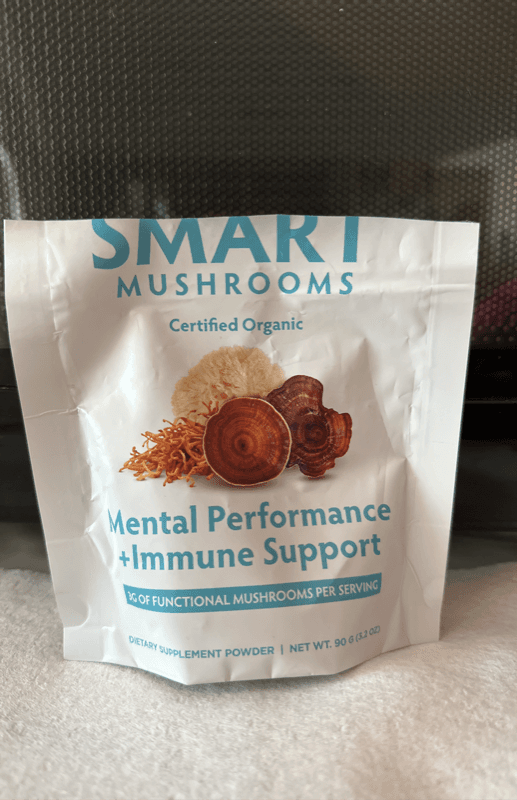 SMART
MUSHROOMS
Certified Organic
Mental Performance
+Immune Support
3G OF FUNCTIONAL MUSHROOMS PER SERVING
DIETARY SUPPLEMENT POWDER | NET WT. 90 G (3.2 OZ)